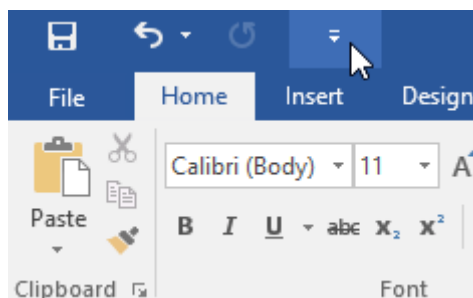 File Home Insert Design
Calibri (Body) 11 A
Paste B I U abc X₂ X²
Clipboard Font